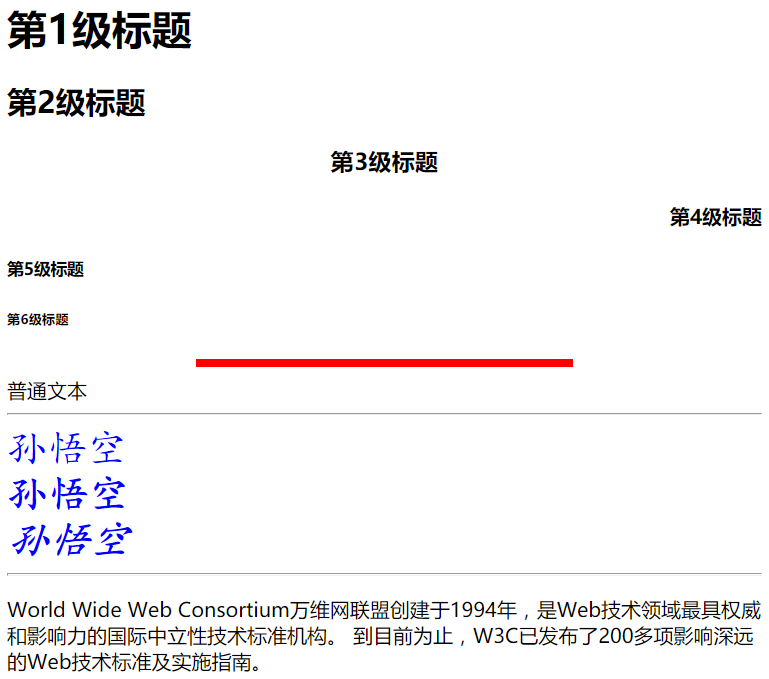 第1级标题
第2级标题
第3级标题
第4级标题
第5级标题
第6级标题
普通文本
孙悟空
孙悟空
孙悟空
World Wide Web Consortium万维网联盟创建于1994年，是Web技术领域最具权威
和影响力的国际中立性技术标准机构。 到目前为止，W3C已发布了200多项影响深远
的Web技术标准及实施指南。